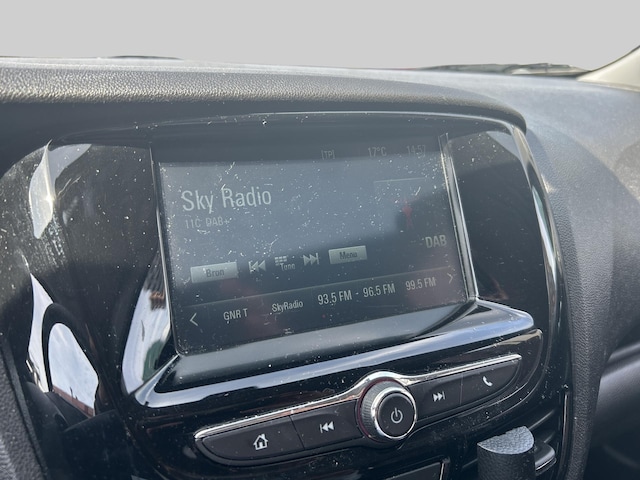 [TP] 17°C 14:57
Sky Radio
11C DAB+
DAB
Bron Tune Menu
GNR T SkyRadio 93.5 FM - 96.5 FM 99.5 FM